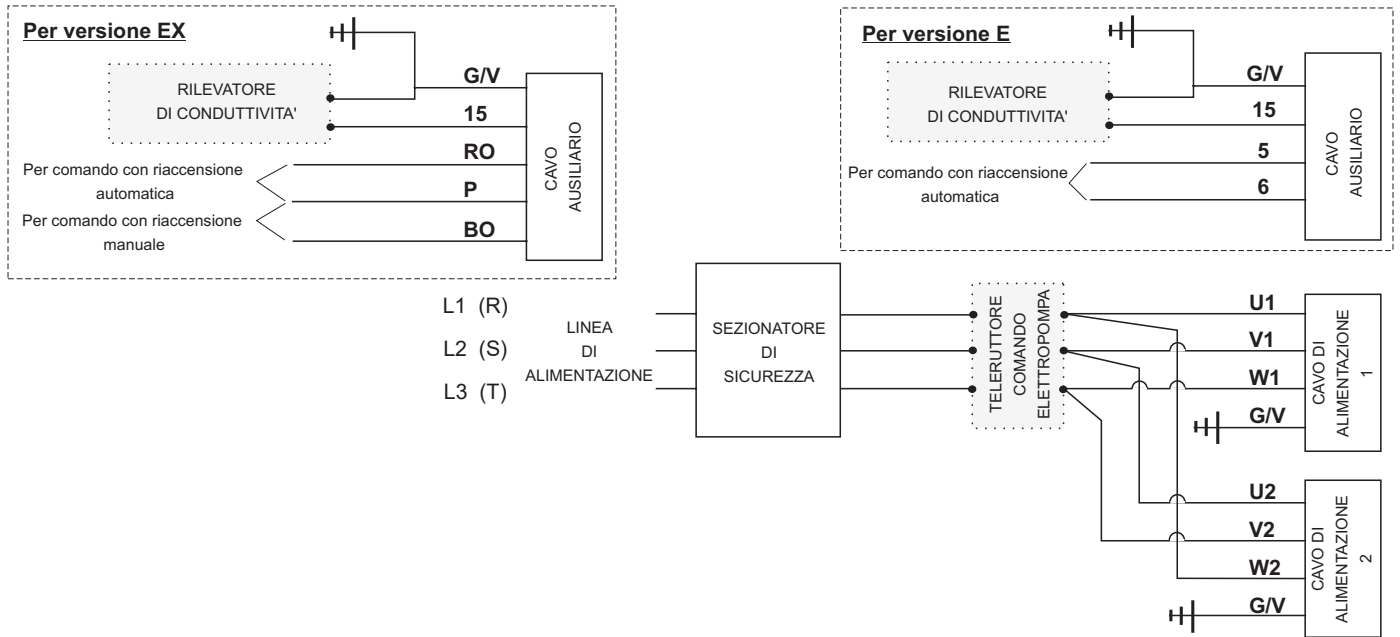 Per versione EX
G/V
RILEVATORE
DI CONDUTTIVITA'
15
RO
Per comando con riaccensione
automatica
P
Per comando con riaccensione
manuale
BO
CAVO
AUSILIARIO
Per versione E
G/V
RILEVATORE
DI CONDUTTIVITA'
15
5
Per comando con riaccensione
automatica
6
CAVO
AUSILIARIO
L1 (R)
L2 (S)
L3 (T)
LINEA
DI
ALIMENTAZIONE
SEZIONATORE
DI
SICUREZZA
TELERUTTORE
COMANDO
ELETTROPOMPA
U1
V1
W1
G/V
CAVO DI
ALIMENTAZIONE
1
U2
V2
W2
G/V
CAVO DI
ALIMENTAZIONE
2